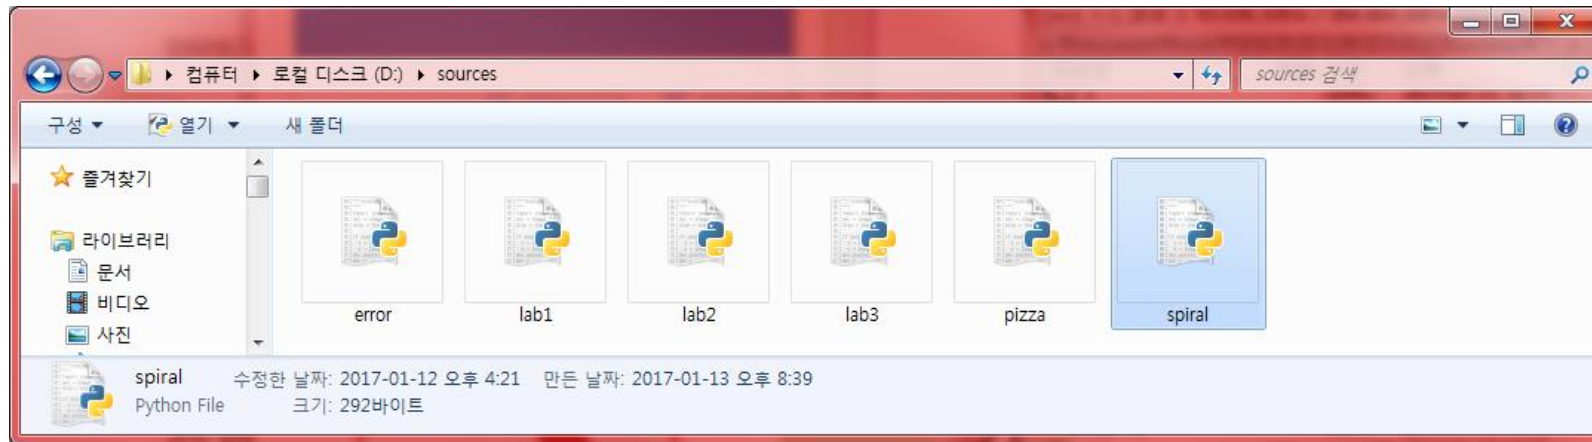 컴퓨터 ▸ 로컬 디스크 (D:) ▸ sources
sources 검색
구성 열기 새 폴더
즐겨찾기
라이브러리
문서
비디오
사진
error lab1 lab2 lab3 pizza spiral
spiral 수정한 날짜: 2017-01-12 오후 4:21 만든 날짜: 2017-01-13 오후 8:39
Python File 크기: 292바이트